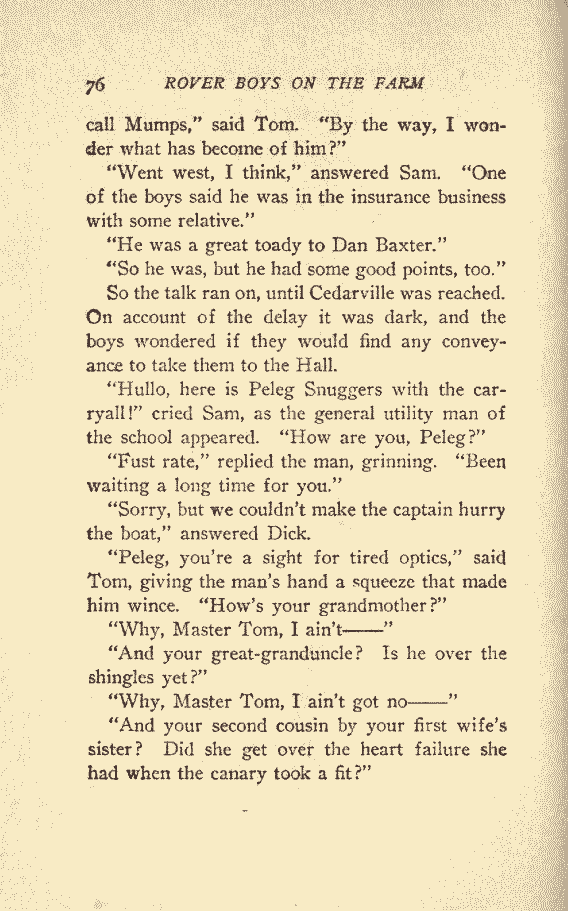 76 ROVER BOYS ON THE FARM
call Mumps,” said Tom. “By the way, I won-
der what has become of him?”
“Went west, I think,” answered Sam. “One
of the boys said he was in the insurance business
with some relative.”
“He was a great toady to Dan Baxter.”
“So he was, but he had some good points, too.”
So the talk ran on, until Cedarville was reached.
On account of the delay it was dark, and the
boys wondered if they would find any convey-
ance to take them to the Hall.
“Hullo, here is Peleg Snuggers with the car-
ryall!” cried Sam, as the general utility man of
the school appeared. “How are you, Peleg?”
“Fust rate,” replied the man, grinning. “Been
waiting a long time for you.”
“Sorry, but we couldn’t make the captain hurry
the boat,” answered Dick.
“Peleg, you’re a sight for tired optics,” said
Tom, giving the man’s hand a squeeze that made
him wince. “How’s your grandmother?”
“Why, Master Tom, I ain’t——”
“And your great-granduncle? Is he over the
shingles yet?”
“Why, Master Tom, I ain’t got no——”
“And your second cousin by your first wife’s
sister? Did she get over the heart failure she
had when the canary took a fit?”